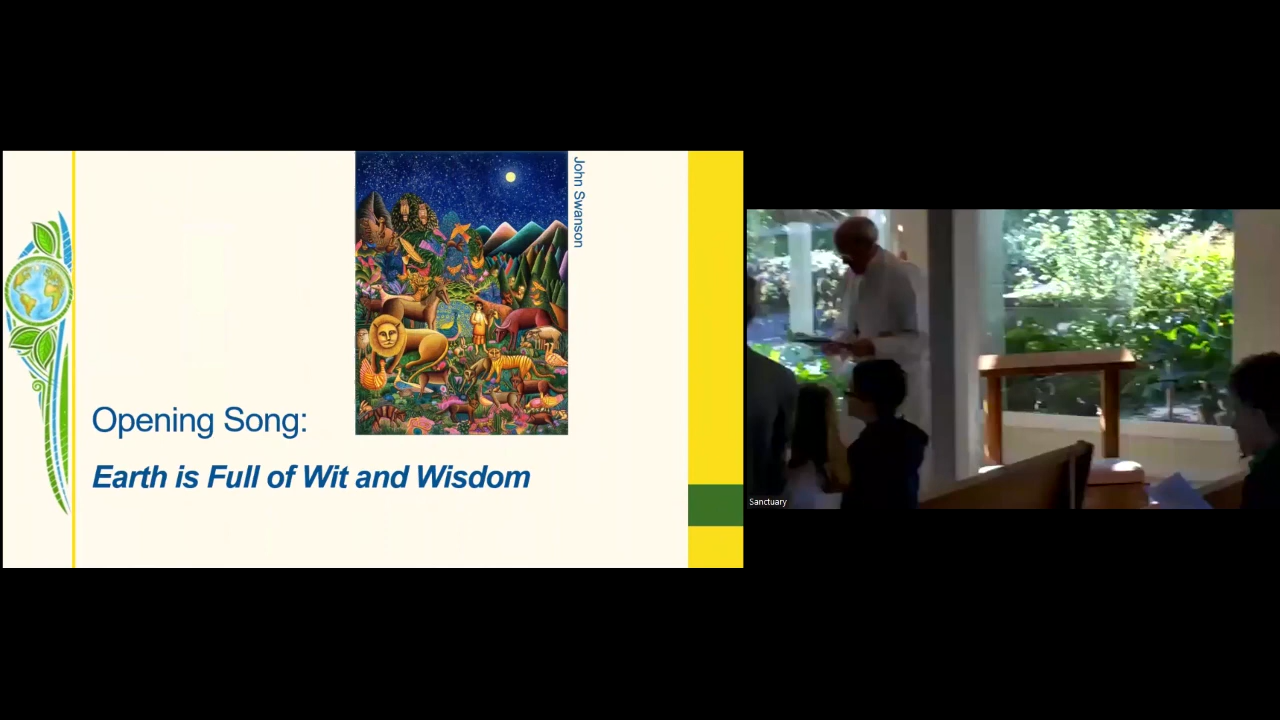 John Swanson
Opening Song:
Earth is Full of Wit and Wisdom
Sanctuary